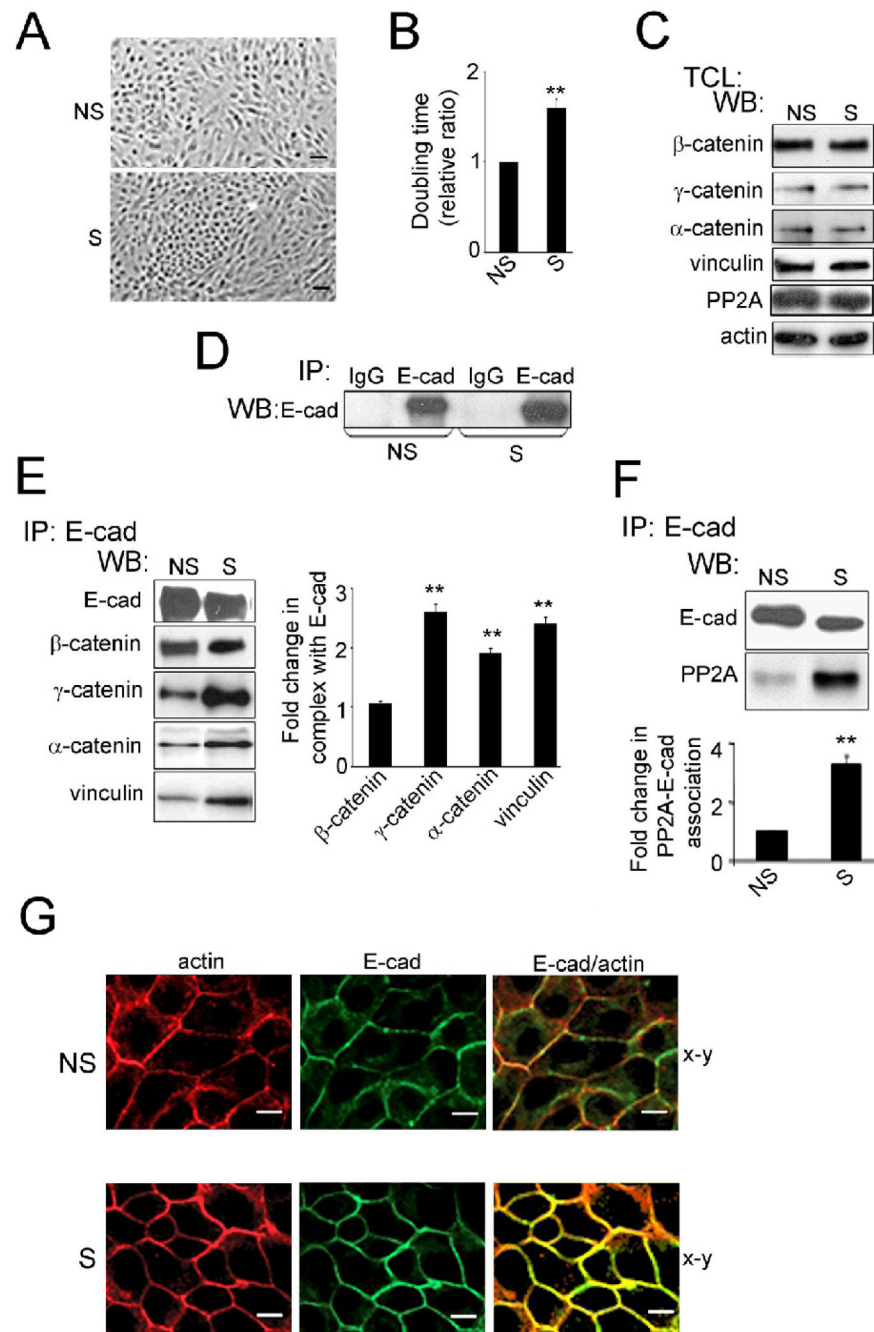 A
NS
S
B
Doubling time
(relative ratio)
2
1
0
**
NS
S
C
TCL:
WB:
NS S
β-catenin
γ-catenin
α-catenin
vinculin
PP2A
actin
D
IP:
IgG E-cad IgG E-cad
WB:E-cad
NS S
E
IP: E-cad
WB:
NS S
E-cad
β-catenin
γ-catenin
α-catenin
vinculin
Fold change in
complex with E-cad
3
2
1
0
**
**
**
β-catenin
γ-catenin
α-catenin
vinculin
F
IP: E-cad
WB:
NS S
E-cad
PP2A
Fold change in
PP2A-E-cad
association
4
2
0
**
NS
S
G
actin E-cad E-cad/actin
NS
x-y
S
x-y